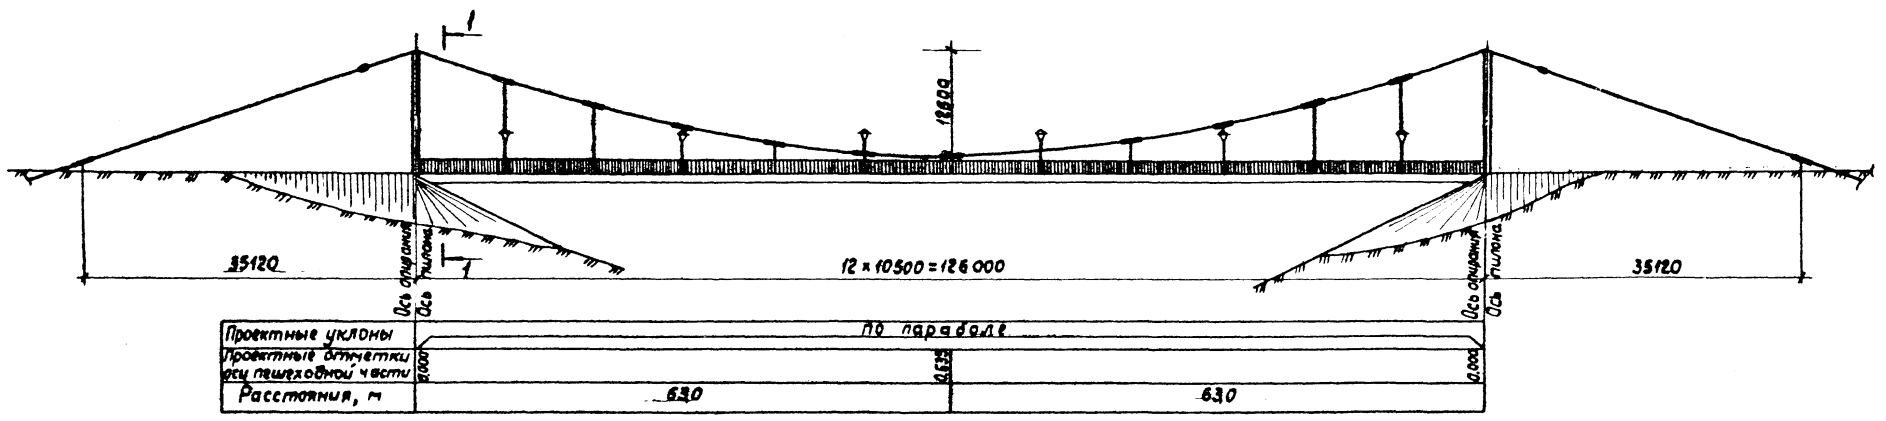 1
12600
35120
Ось опирания
Ось пилона
1
12 × 10500 = 126 000
Ось опирания
Ось пилона
35120
Проектные уклоны
по параболе
Проектные отметки
оси пешеходной части
0,000
0,635
0,000
Расстояния, м
63,0
63,0